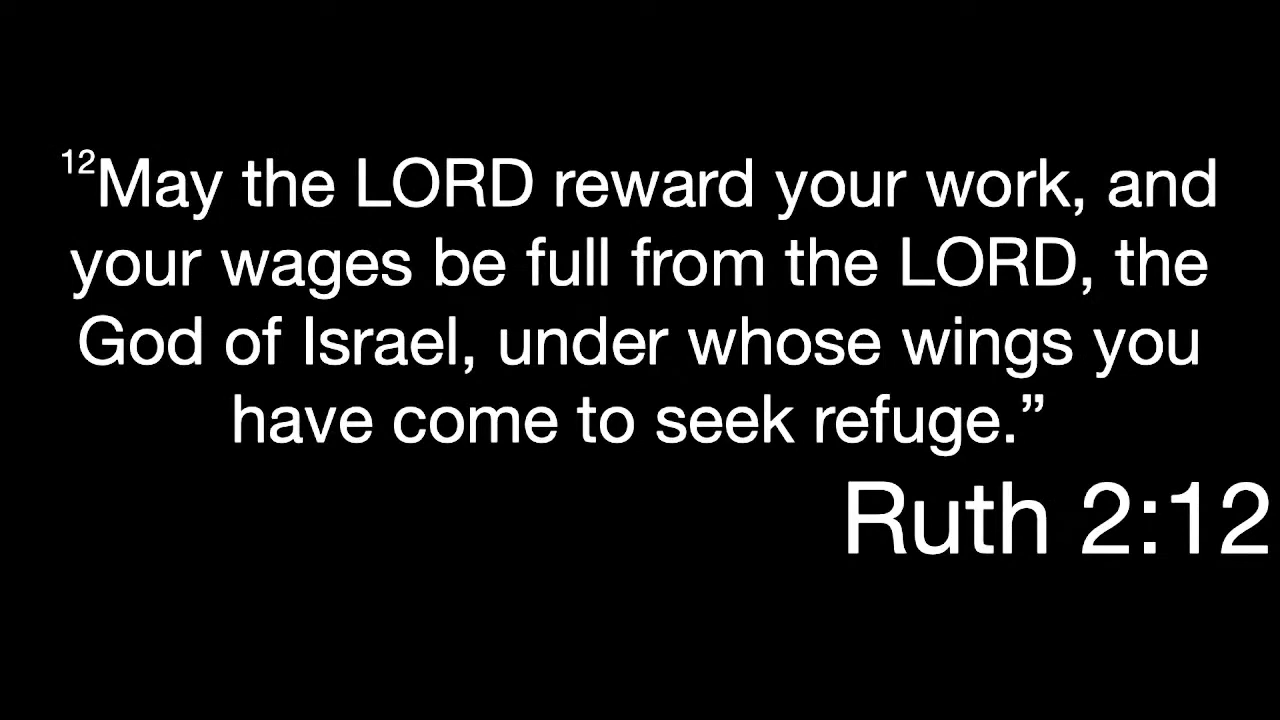 12May the LORD reward your work, and
your wages be full from the LORD, the
God of Israel, under whose wings you
have come to seek refuge.”
Ruth 2:12